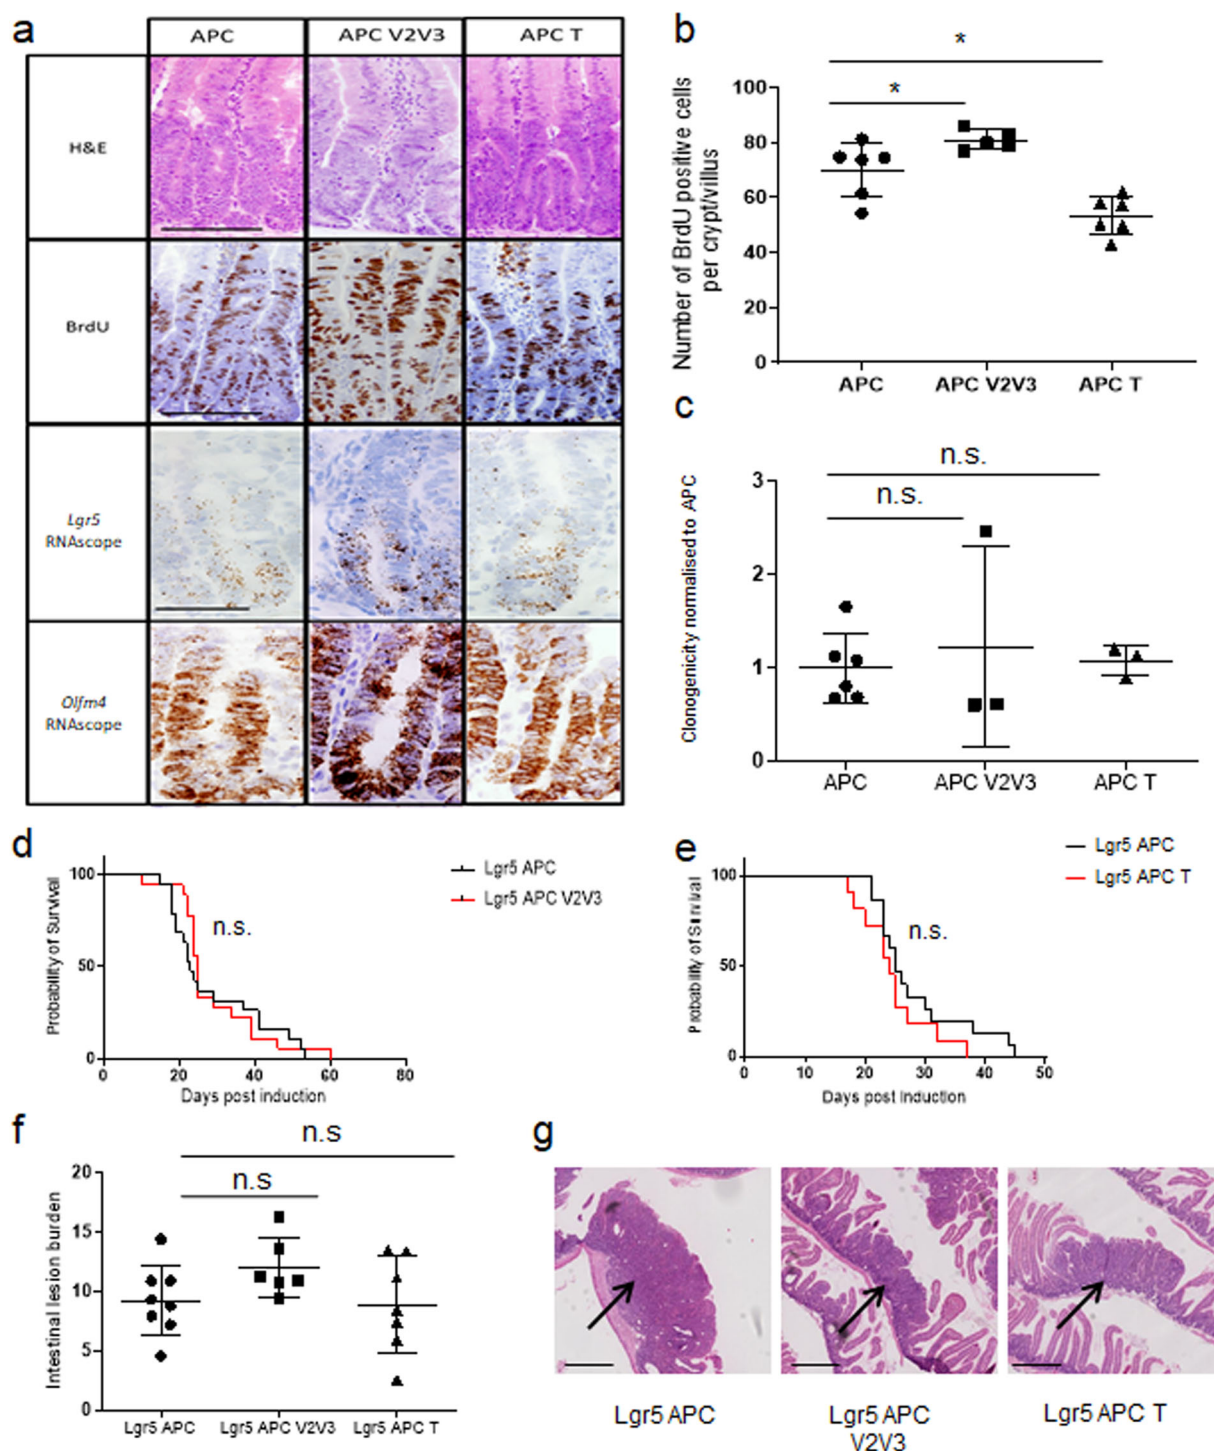 a
APC
APC V2V3
APC T
H&E
BrdU
Lgr5
RNAscope
Olfm4
RNAscope
b
*
*
Number of BrdU positive cells
per crypt/villus
100
80
60
40
20
0
APC
APC V2V3
APC T
c
n.s.
n.s.
Clonogenicity normalised to APC
3
2
1
0
APC
APC V2V3
APC T
d
Lgr5 APC
Lgr5 APC V2V3
n.s.
Probability of Survival
100
50
0
0
20
40
60
80
Days post induction
e
Lgr5 APC
Lgr5 APC T
n.s.
Probability of Survival
100
50
0
0
10
20
30
40
50
Days post Induction
f
n.s
n.s
Intestinal lesion burden
20
15
10
5
0
Lgr5 APC
Lgr5 APC V2V3
Lgr5 APC T
g
Lgr5 APC
Lgr5 APC
V2V3
Lgr5 APC T